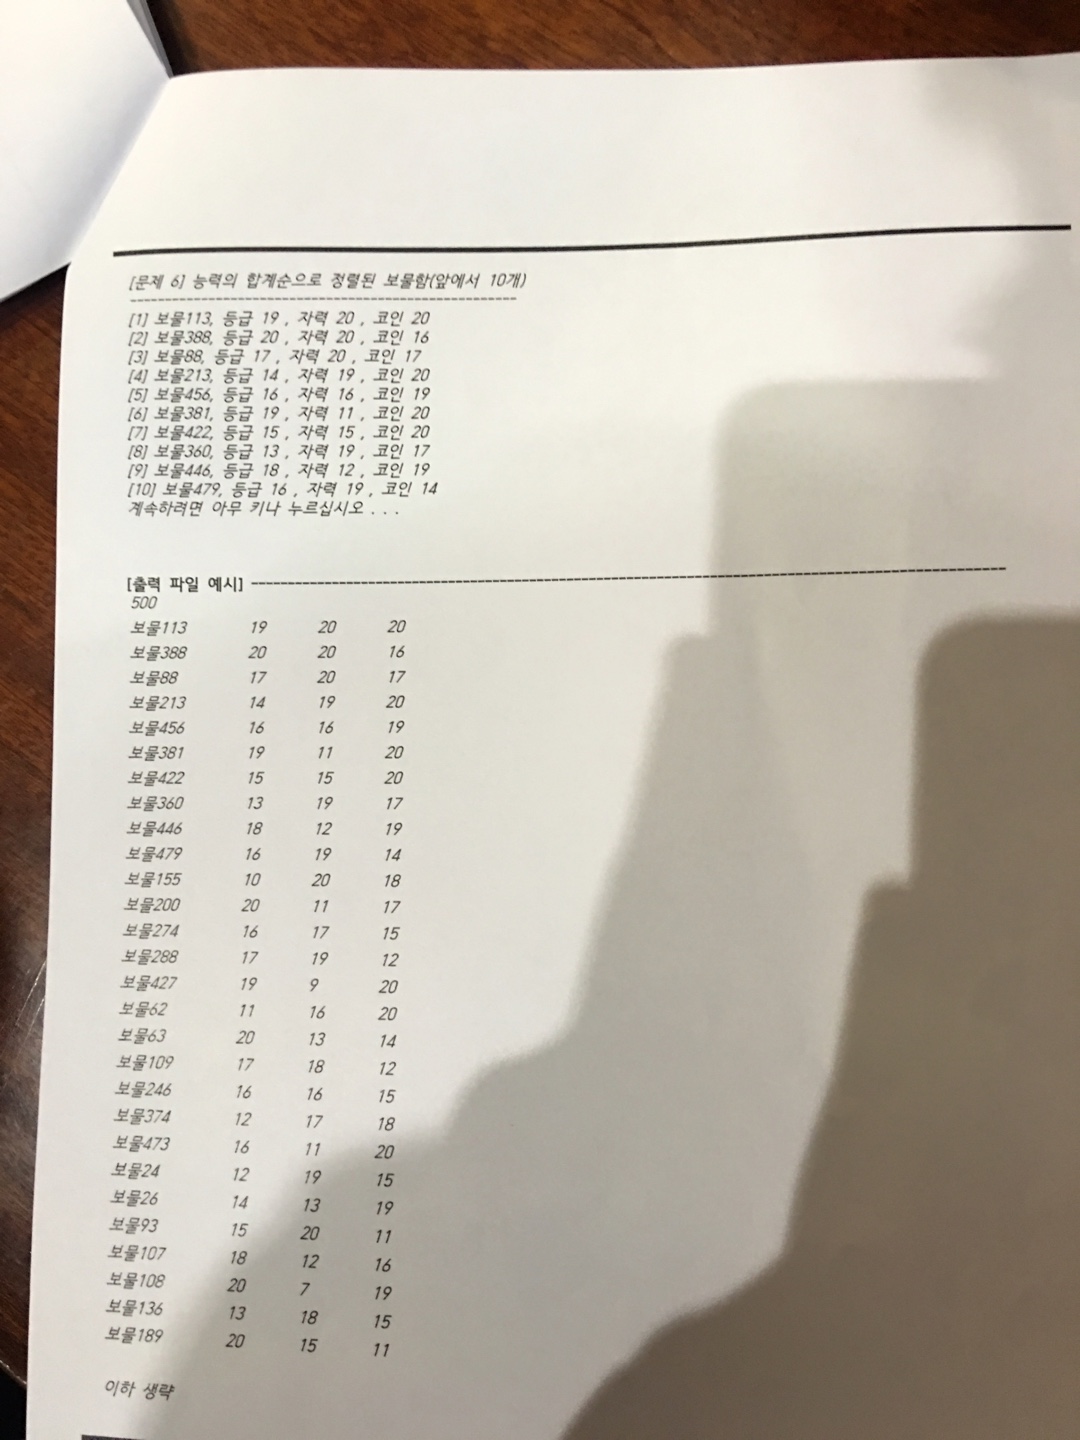 [문제 6] 능력의 합계순으로 정렬된 보물함(앞에서 10개)
------------------------------------------------------
[1] 보물113, 등급 19 , 자력 20 , 코인 20
[2] 보물388, 등급 20 , 자력 20 , 코인 16
[3] 보물88, 등급 17 , 자력 20 , 코인 17
[4] 보물213, 등급 14 , 자력 19 , 코인 20
[5] 보물456, 등급 16 , 자력 16 , 코인 19
[6] 보물381, 등급 19 , 자력 11 , 코인 20
[7] 보물422, 등급 15 , 자력 15 , 코인 20
[8] 보물360, 등급 13 , 자력 19 , 코인 17
[9] 보물446, 등급 18 , 자력 12 , 코인 19
[10] 보물479, 등급 16 , 자력 19 , 코인 14
계속하려면 아무 키나 누르십시오 . . .
[출력 파일 예시] ------------------------------------------------------
500
보물113 19 20 20
보물388 20 20 16
보물88 17 20 17
보물213 14 19 20
보물456 16 16 19
보물381 19 11 20
보물422 15 15 20
보물360 13 19 17
보물446 18 12 19
보물479 16 19 14
보물155 10 20 18
보물200 20 11 17
보물274 16 17 15
보물288 17 19 12
보물427 19 9 20
보물62 11 16 20
보물63 20 13 14
보물109 17 18 12
보물246 16 16 15
보물374 12 17 18
보물473 16 11 20
보물24 12 19 15
보물26 14 13 19
보물93 15 20 11
보물107 18 12 16
보물108 20 7 19
보물136 13 18 15
보물189 20 15 11
이하 생략